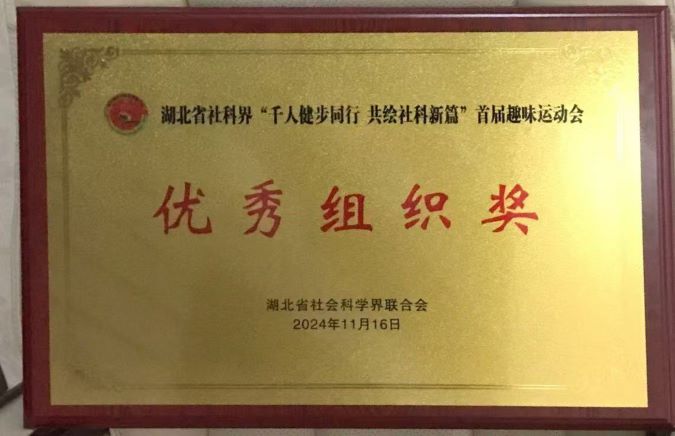 湖北省社科界“千人健步同行 共绘社科新篇”首届趣味运动会
优秀组织奖
湖北省社会科学界联合会
2024年11月16日